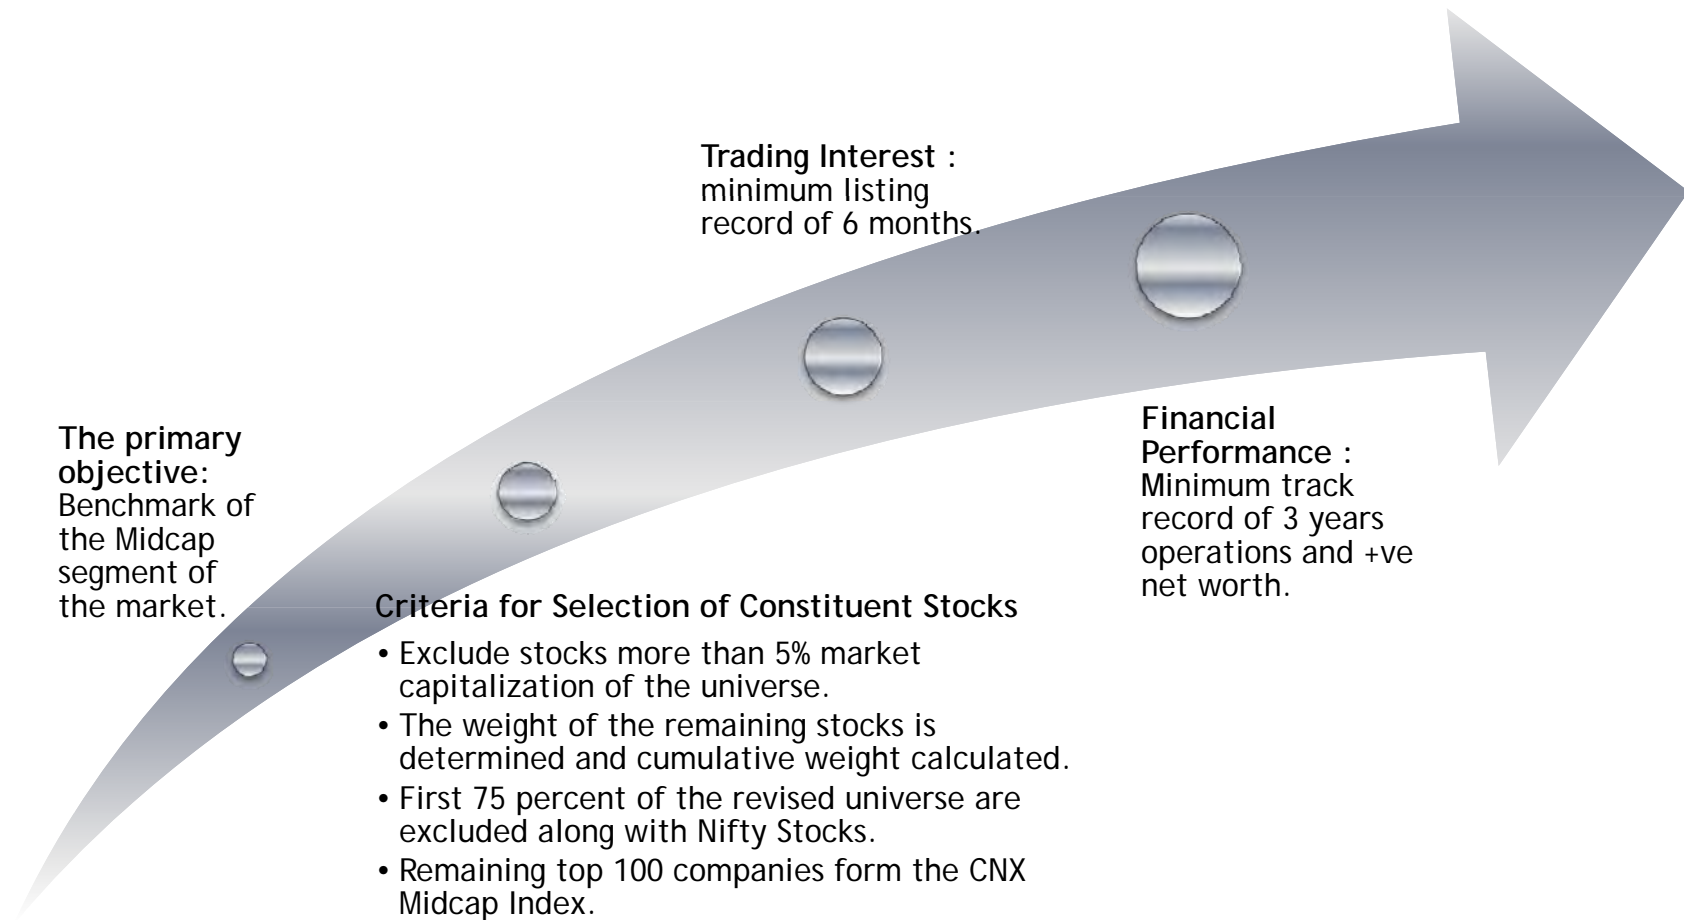 The primary
objective:
Benchmark of
the Midcap
segment of
the market.
Criteria for Selection of Constituent Stocks
• Exclude stocks more than 5% market
capitalization of the universe.
• The weight of the remaining stocks is
determined and cumulative weight calculated.
• First 75 percent of the revised universe are
excluded along with Nifty Stocks.
• Remaining top 100 companies form the CNX
Midcap Index.
Trading Interest :
minimum listing
record of 6 months.
Financial
Performance :
Minimum track
record of 3 years
operations and +ve
net worth.